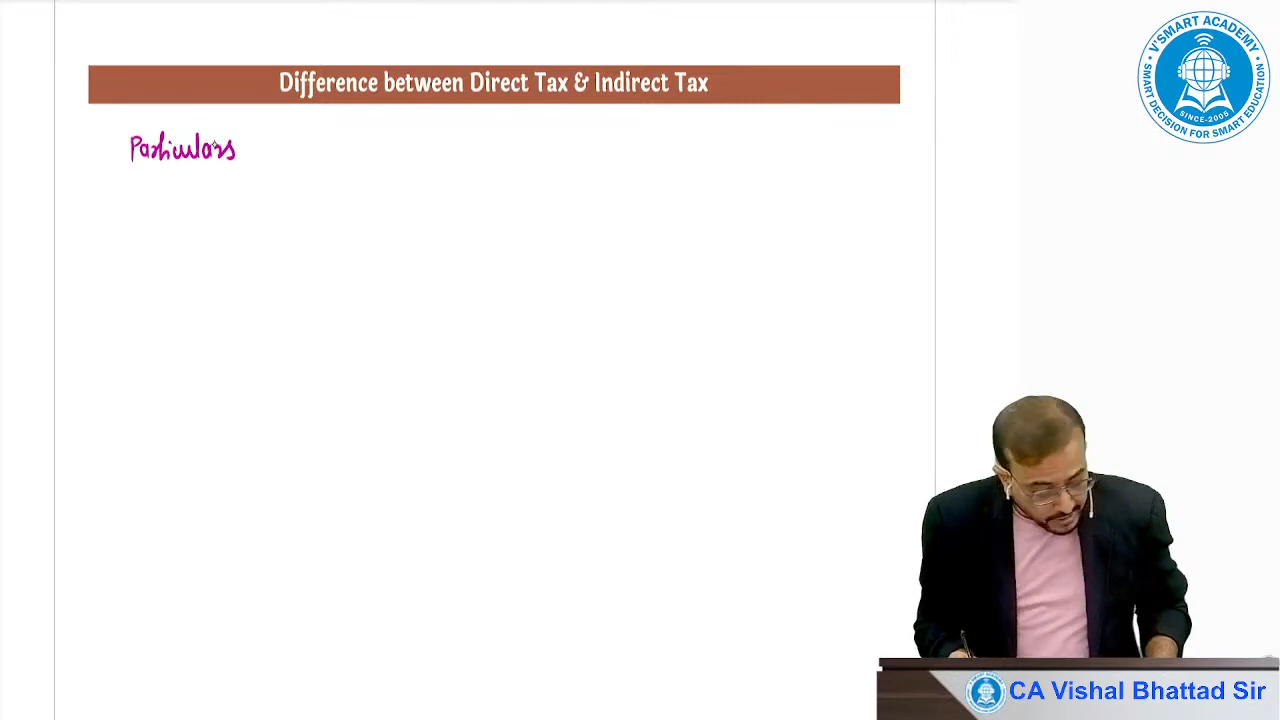 Difference between Direct Tax & Indirect Tax
Particulars
V'SMART ACADEMY
SMART DECISION FOR SMART EDUCATION
SINCE-2005
CA Vishal Bhattad Sir